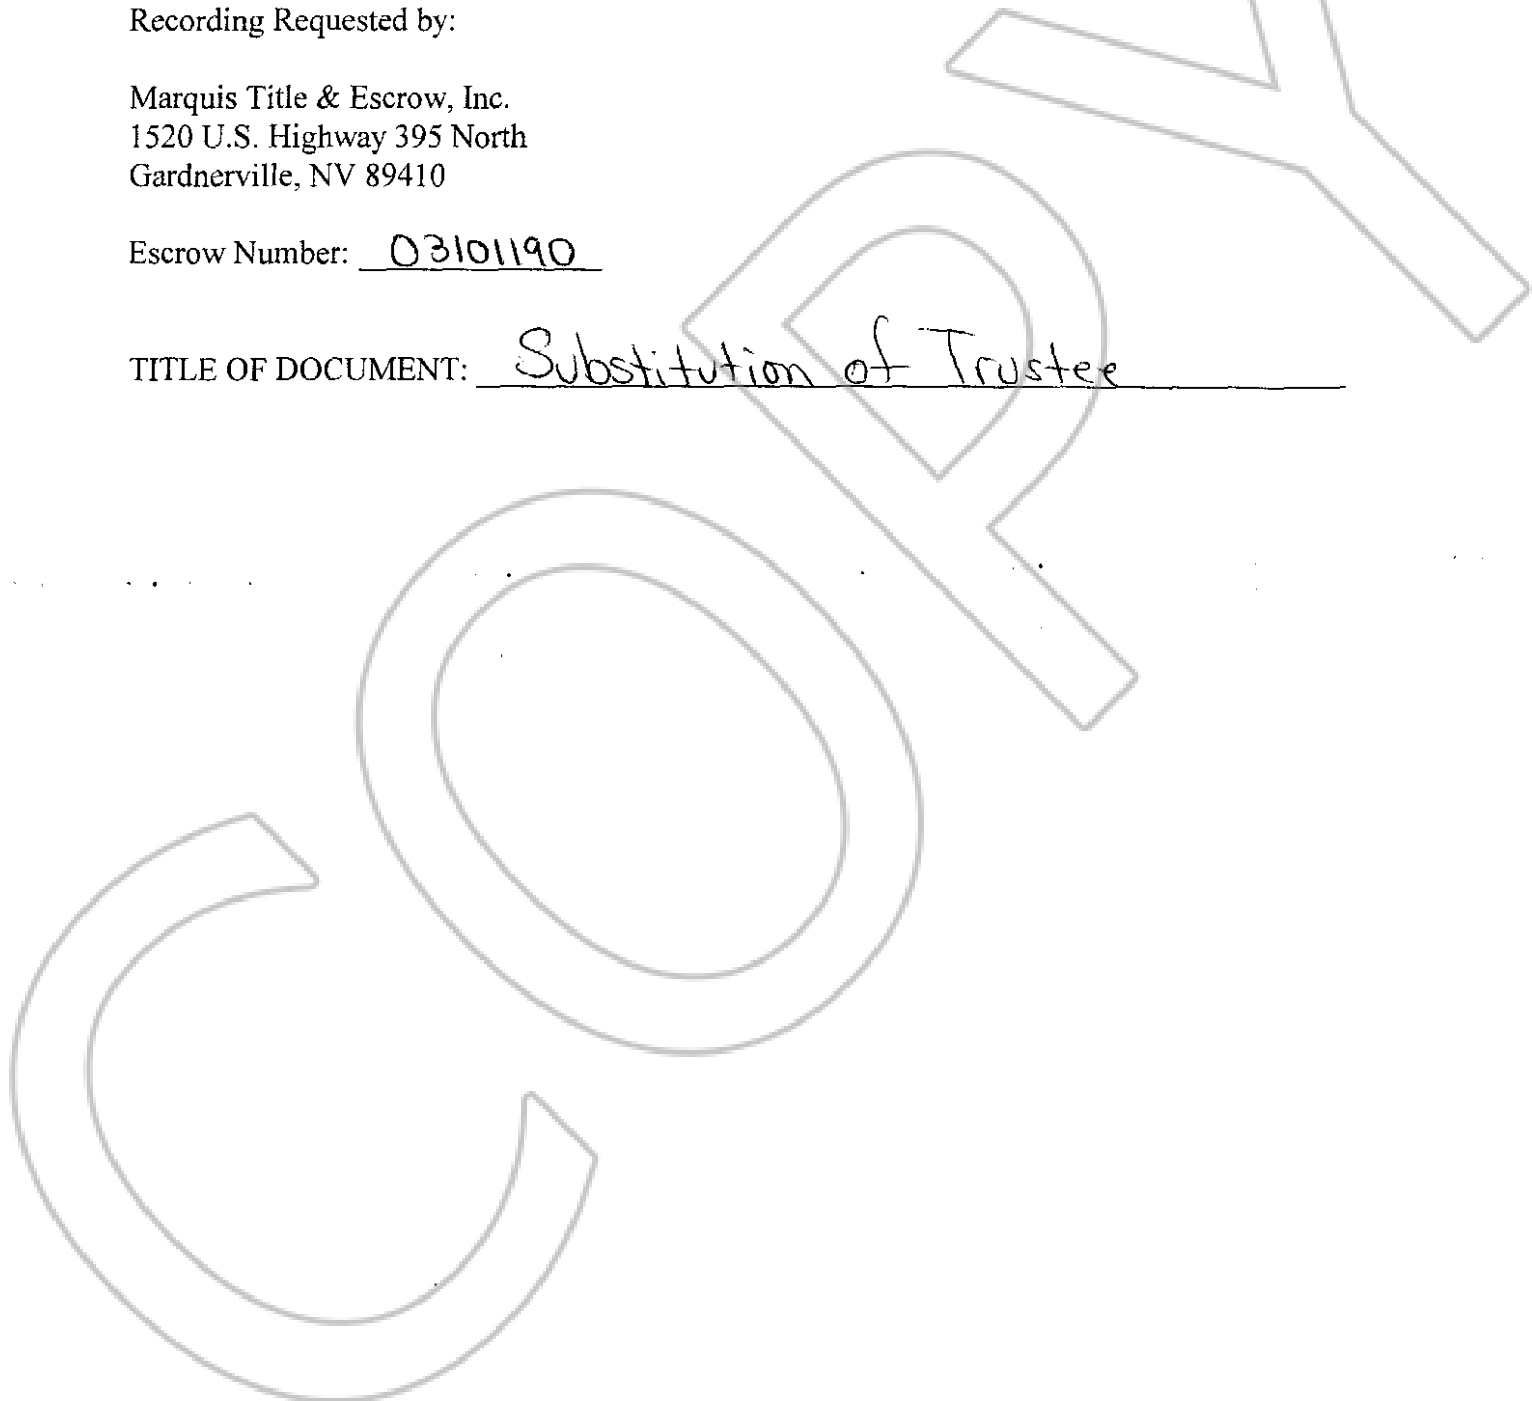 Recording Requested by:
Marquis Title & Escrow, Inc.
1520 U.S. Highway 395 North
Gardnerville, NV 89410
Escrow Number: 03101190
TITLE OF DOCUMENT: Substitution of Trustee
COPY